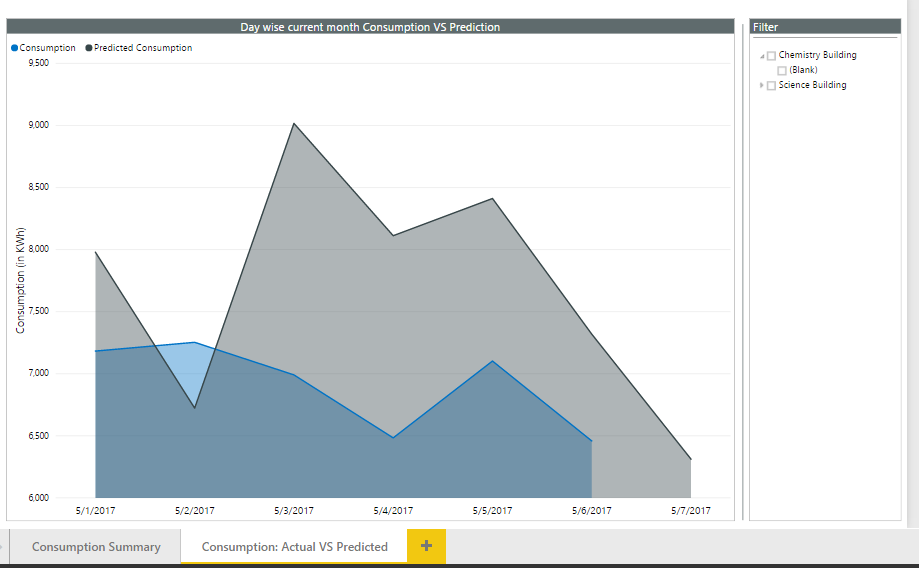 Day wise current month Consumption VS Prediction
Consumption Predicted Consumption
9,500
9,000
8,500
8,000
7,500
7,000
6,500
6,000
Consumption (in KWh)
5/1/2017 5/2/2017 5/3/2017 5/4/2017 5/5/2017 5/6/2017 5/7/2017
Filter
Chemistry Building
(Blank)
Science Building
Consumption Summary
Consumption: Actual VS Predicted
+